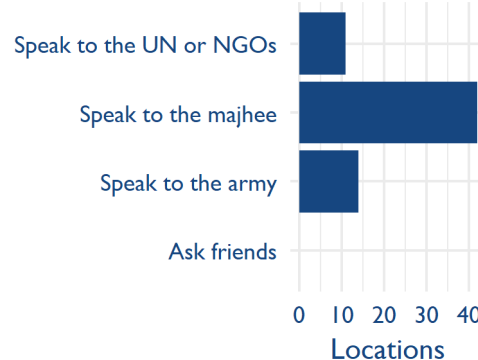 Speak to the UN or NGOs
Speak to the majhee
Speak to the army
Ask friends
0 10 20 30 40
Locations